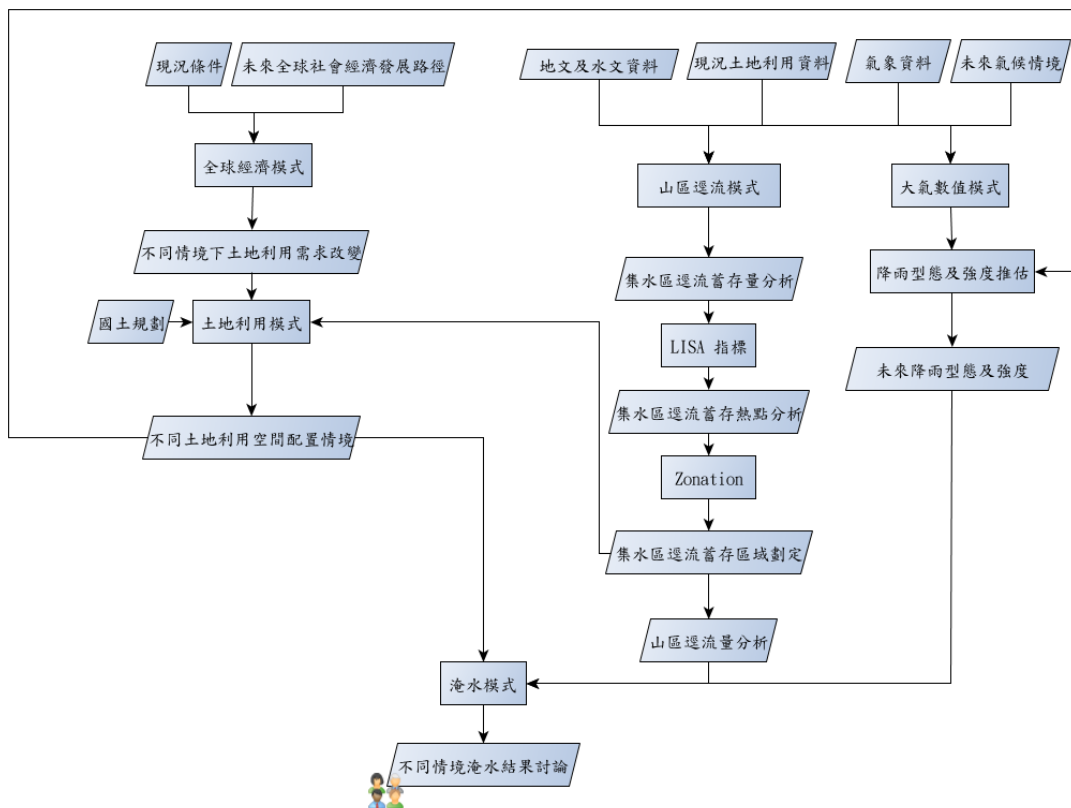 現況條件
未來全球社會經濟發展路徑
地文及水文資料
現況土地利用資料
氣象資料
未來氣候情境
全球經濟模式
山區逕流模式
大氣數值模式
不同情境下土地利用需求改變
集水區逕流蓄存量分析
降雨型態及強度推估
國土規劃
土地利用模式
LISA 指標
未來降雨型態及強度
集水區逕流蓄存熱點分析
不同土地利用空間配置情境
Zonation
集水區逕流蓄存區域劃定
山區逕流量分析
淹水模式
不同情境淹水結果討論